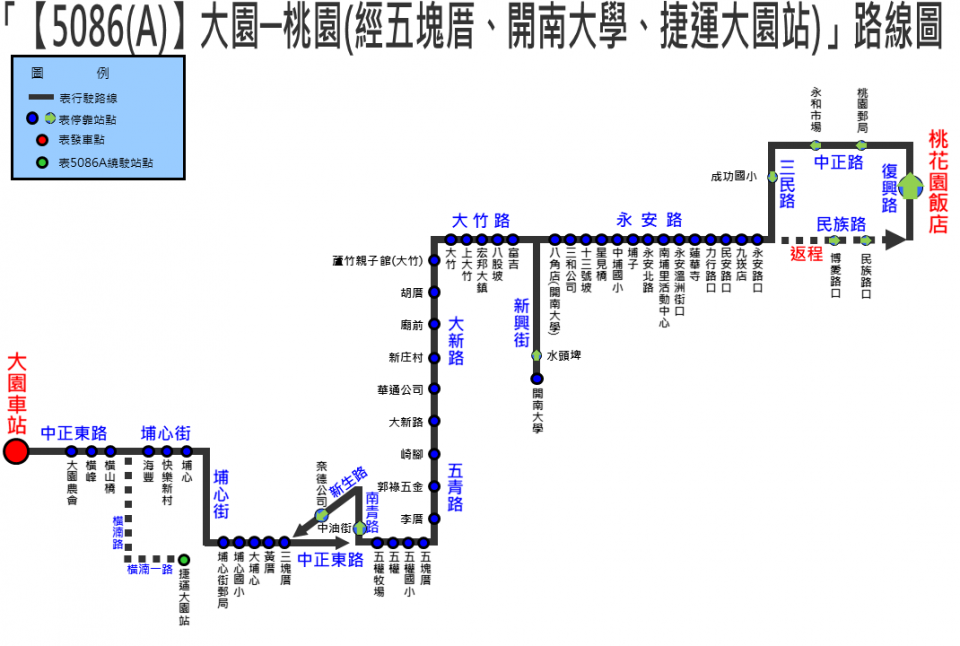 「【5086(A)】大園─桃園(經五塊厝、開南大學、捷運大園站)」路線圖
圖 例
表行駛路線
表停靠站點
表發車點
表5086A繞駛站點
永和市場
桃園郵局
桃花園飯店
中正路
成功國小
三民路
復興路
民族路
返程
博愛路口
民族路口
大竹路
永安路
大竹
上大竹
宏邦大鎮
八股坡
富吉
八角店(開南大學)
三和公司
十三號坡
星見橋
中埔國小
埔子
永安北路
南埔里活動中心
永安溫洲街口
蓮華寺
力行路口
民安路口
九崁店
永安路口
蘆竹親子館(大竹)
胡厝
廟前
新庄村
華通公司
大新路
崎腳
郭祿五金
李厝
大新路
五青路
新興街
水頭埤
開南大學
大園車站
中正東路
埔心街
大園農會
橫峰
橫山橋
海豐
快樂新村
埔心
埔心街
橫湳路
橫湳一路
捷運大園站
埔心街郵局
埔心國小
大埔心
黃厝
三塊厝
中正東路
奈德公司
新生路
中油街
南青路
五權牧場
五權
五權國小
五塊厝